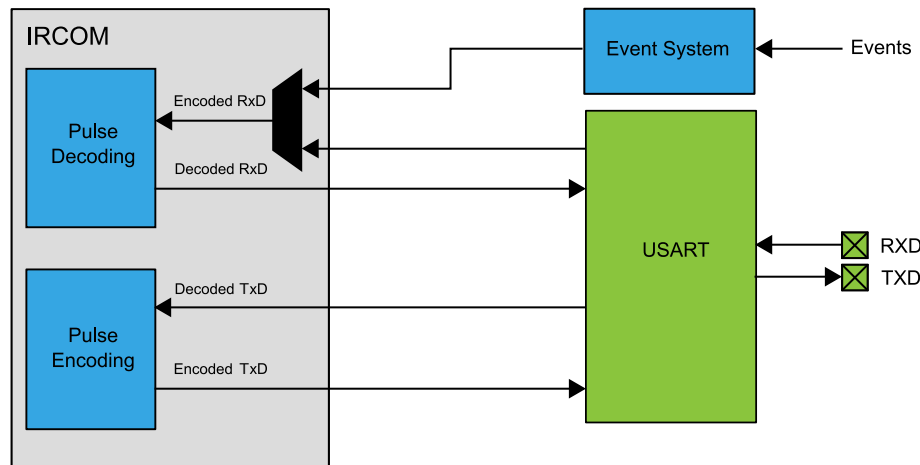 IRCOM
Event System
Events
Encoded RxD
Pulse
Decoding
Decoded RxD
USART
RXD
TXD
Decoded TxD
Pulse
Encoding
Encoded TxD